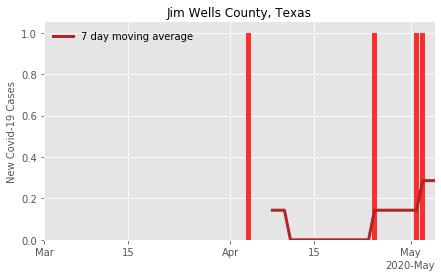 Jim Wells County, Texas
7 day moving average
New Covid-19 Cases
1.0
0.8
0.6
0.4
0.2
0.0
Mar
15
Apr
15
May
2020-May